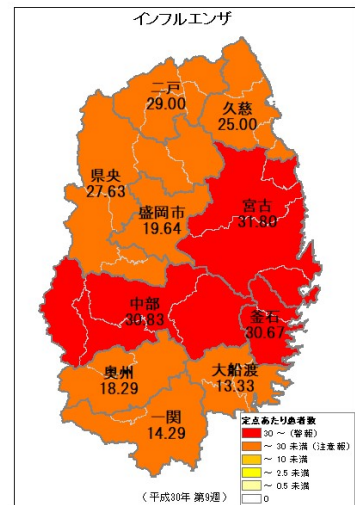 インフルエンザ
二戸
29.00
久慈
25.00
県央
27.63
盛岡市
19.64
宮古
31.80
中部
30.83
釜石
30.67
奥州
18.29
大船渡
13.33
一関
14.29
定点あたり患者数
30 ~ (警報)
~ 30 未満 (注意報)
~ 10 未満
~ 2.5 未満
~ 0.5 未満
0
(平成30年 第9週)